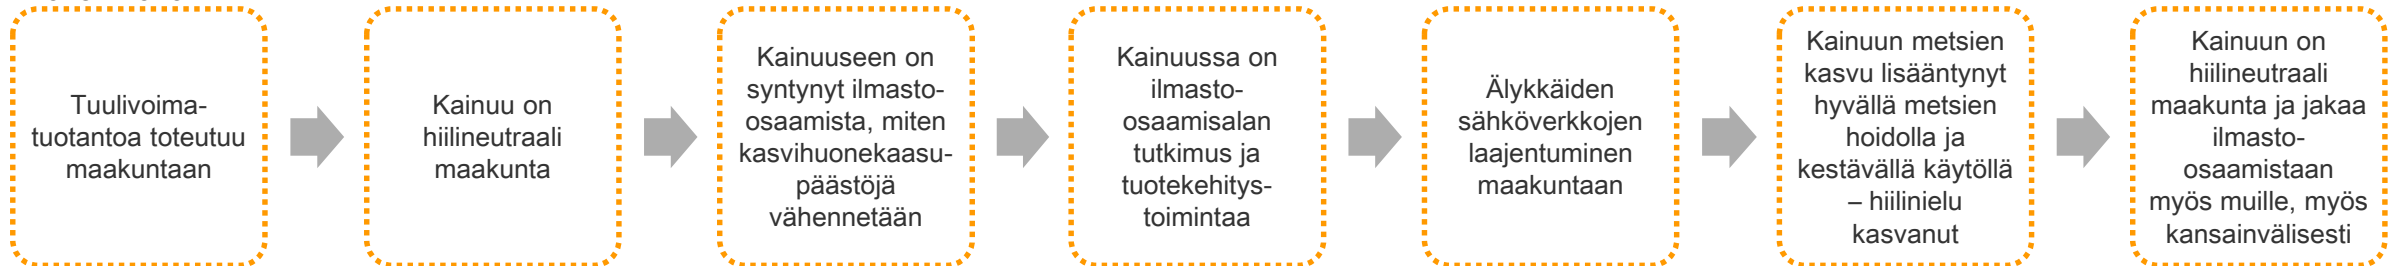 Tuulivoima-
tuotantoa toteutuu
maakuntaan
Kainuu on
hiilineutraali
maakunta
Kainuuseen on
syntynyt ilmasto-
osaamista, miten
kasvihuonekaasu-
päästöjä
vähennetään
Kainuussa on
ilmasto-
osaamisalan
tutkimus ja
tuotekehitys-
toimintaa
Älykkäiden
sähköverkkojen
laajentuminen
maakuntaan
Kainuun metsien
kasvu lisääntynyt
hyvällä metsien
hoidolla ja
kestävällä käytöllä
– hiilinielu
kasvanut
Kainuun on
hiilineutraali
maakunta ja jakaa
ilmasto-
osaamistaan
myös muille, myös
kansainvälisesti